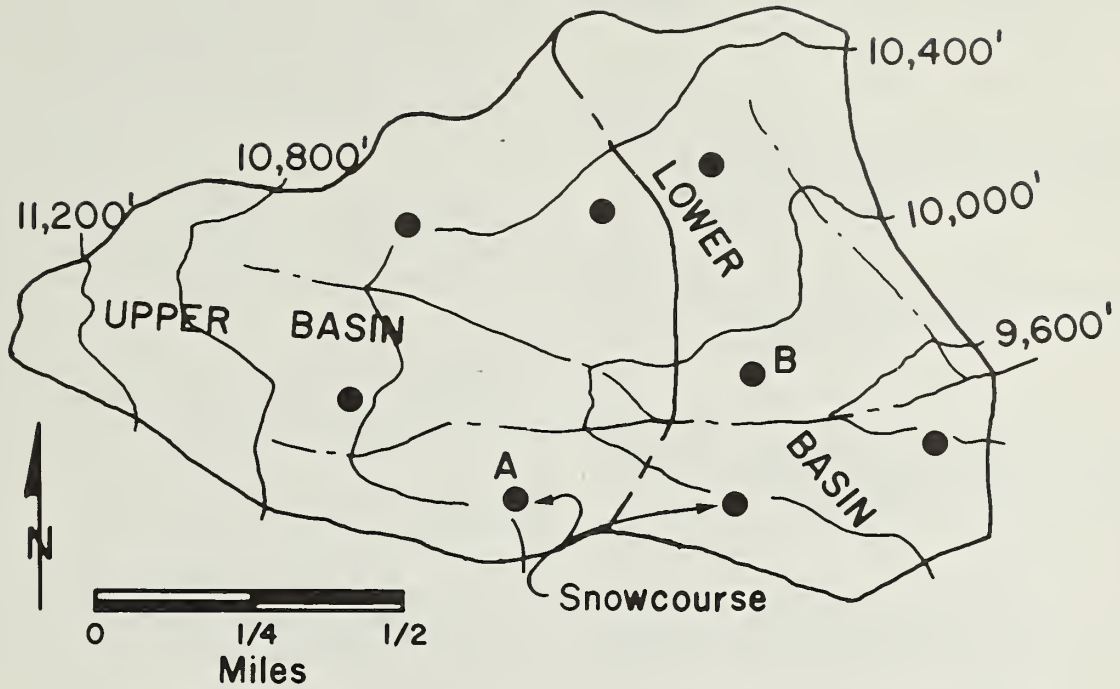 10,400'
10,800'
11,200'
LOWER
10,000'
UPPER BASIN
9,600'
B
A
BASIN
N
Snowcourse
0 1/4 1/2
Miles